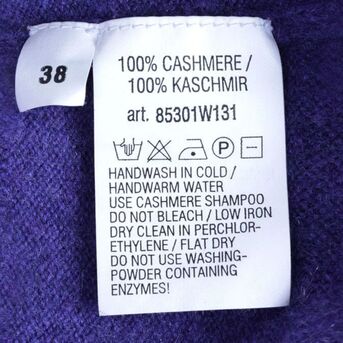 38
100% CASHMERE /
100% KASCHMIR
art. 85301W131
P
HANDWASH IN COLD /
HANDWARM WATER
USE CASHMERE SHAMPOO
DO NOT BLEACH / LOW IRON
DRY CLEAN IN PERCHLOR-
ETHYLENE / FLAT DRY
DO NOT USE WASHING-
POWDER CONTAINING
ENZYMES!